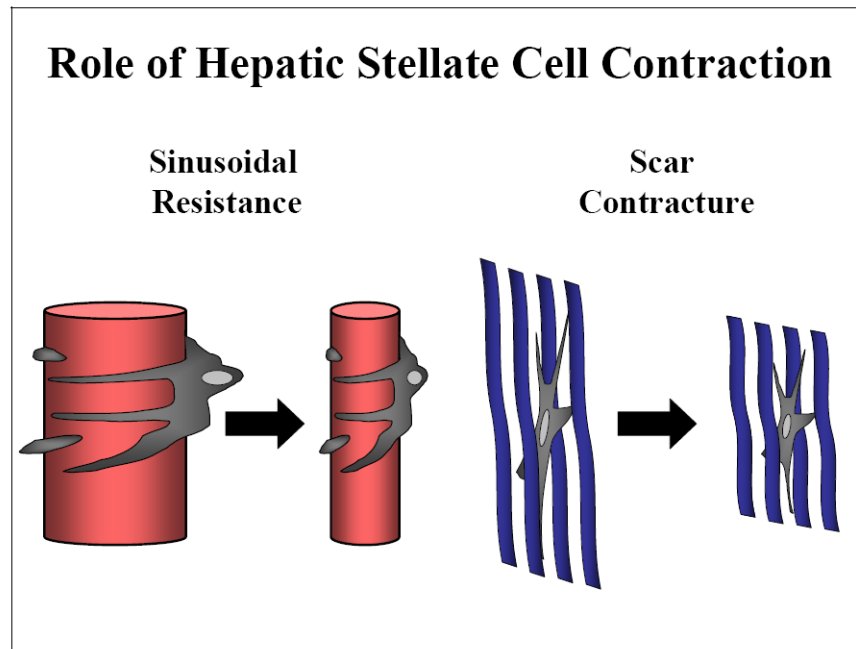 Role of Hepatic Stellate Cell Contraction
Sinusoidal
Resistance
Scar
Contracture